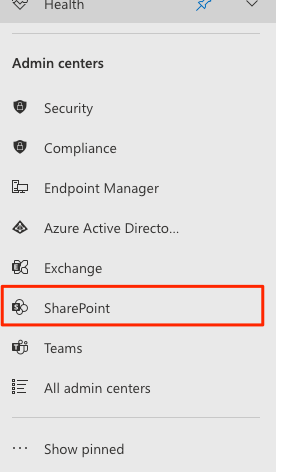 Health
Admin centers
Security
Compliance
Endpoint Manager
Azure Active Directo...
Exchange
SharePoint
Teams
All admin centers
Show pinned